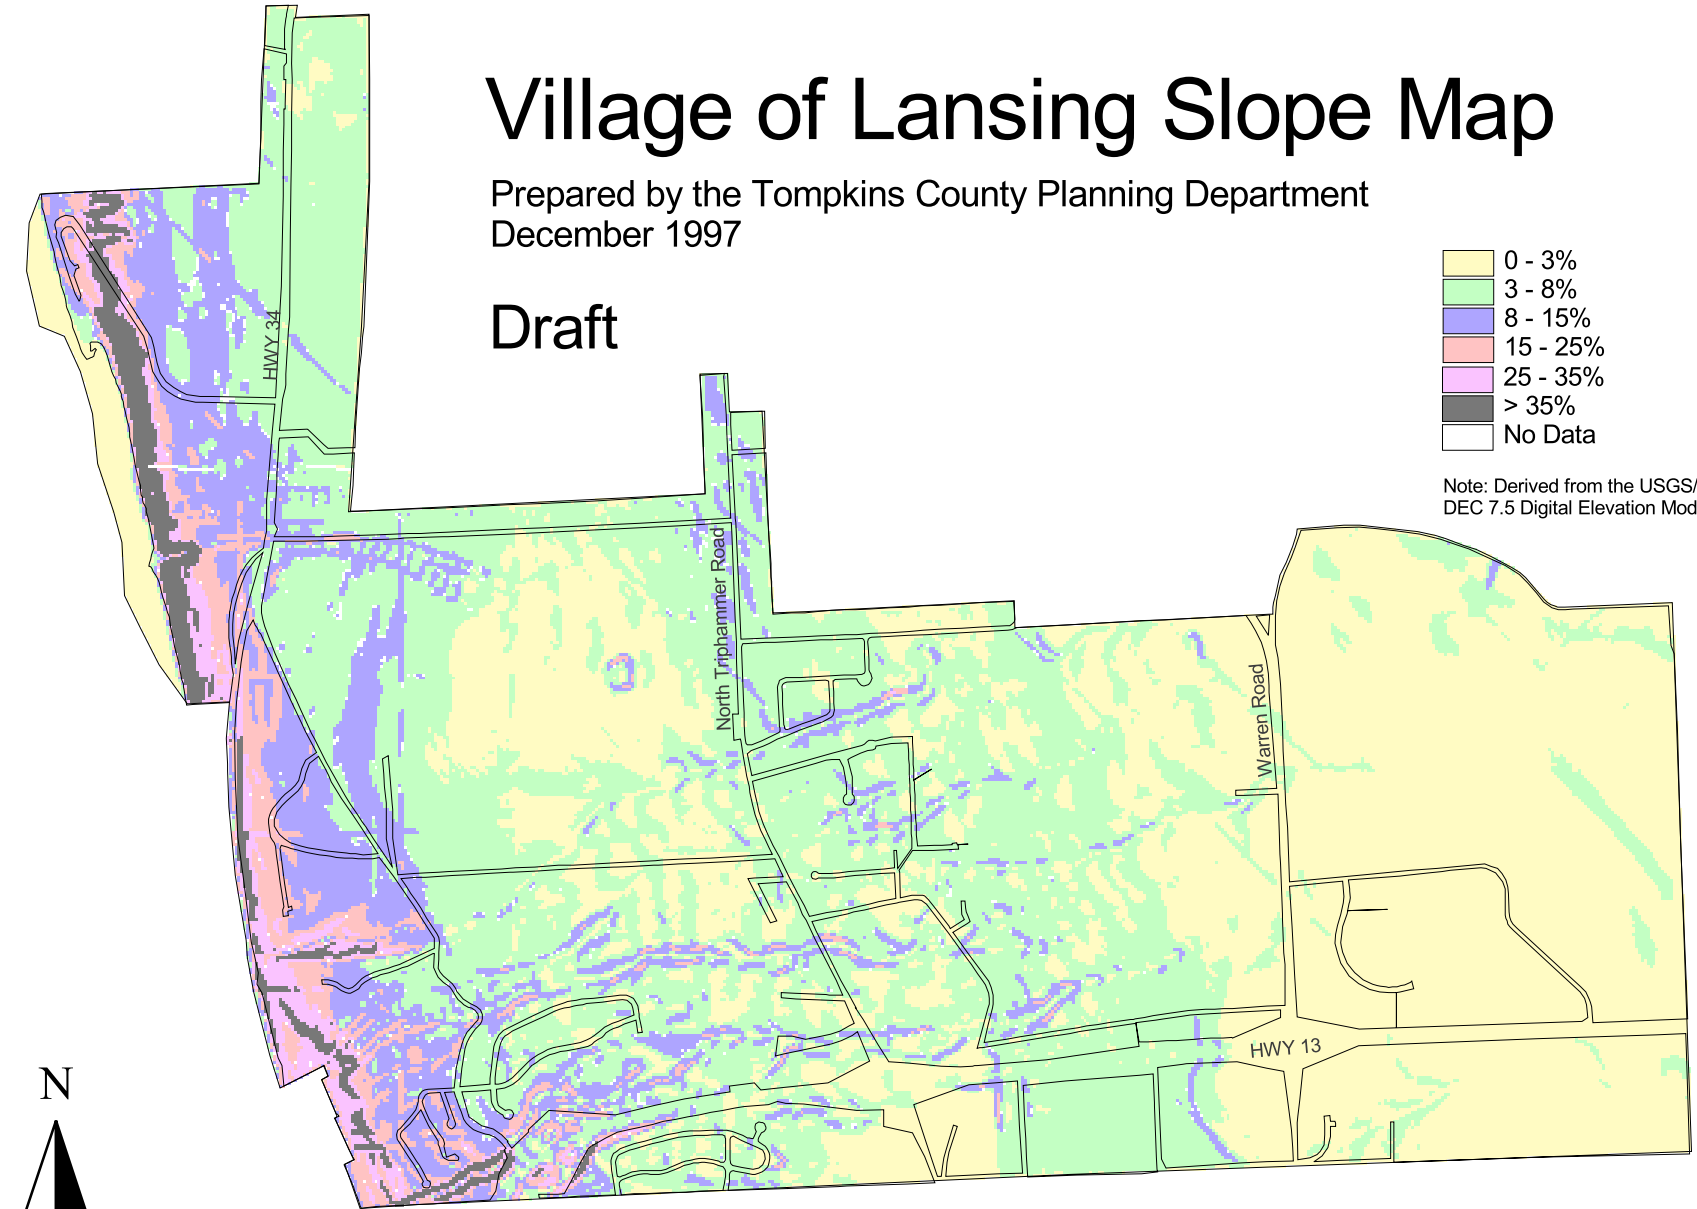 Village of Lansing Slope Map
Prepared by the Tompkins County Planning Department
December 1997
Draft
0 - 3%
3 - 8%
8 - 15%
15 - 25%
25 - 35%
> 35%
No Data
Note: Derived from the USGS/
DEC 7.5 Digital Elevation Mod
HWY 34
North Triphammer Road
Warren Road
HWY 13
N